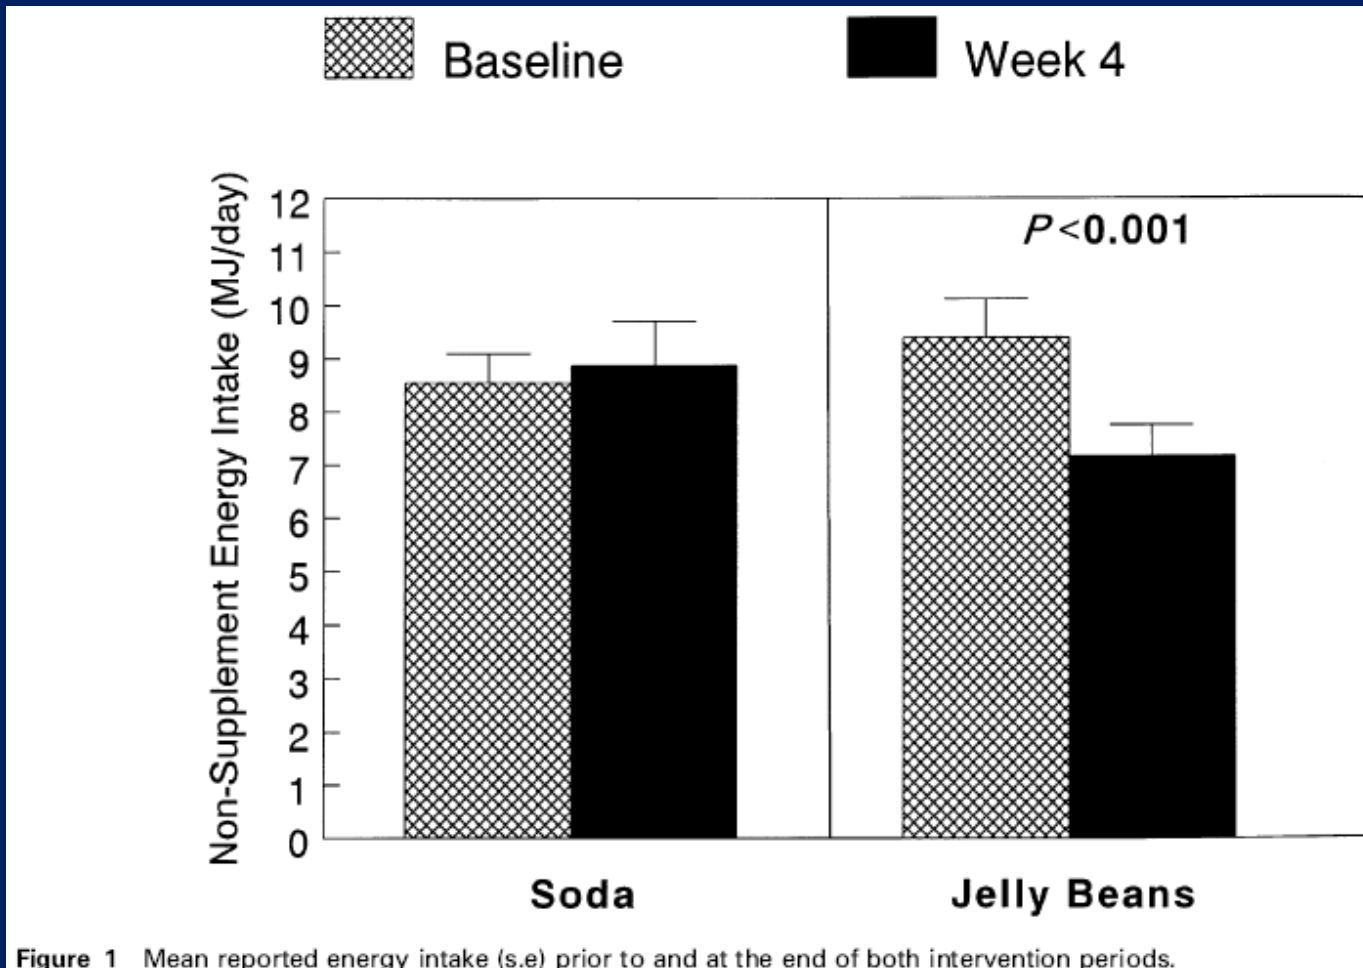 Baseline
Week 4
Non-Supplement Energy Intake (MJ/day)
12
11
10
9
8
7
6
5
4
3
2
1
0
P<0.001
Soda
Jelly Beans
Figure 1 Mean reported energy intake (s.e) prior to and at the end of both intervention periods.